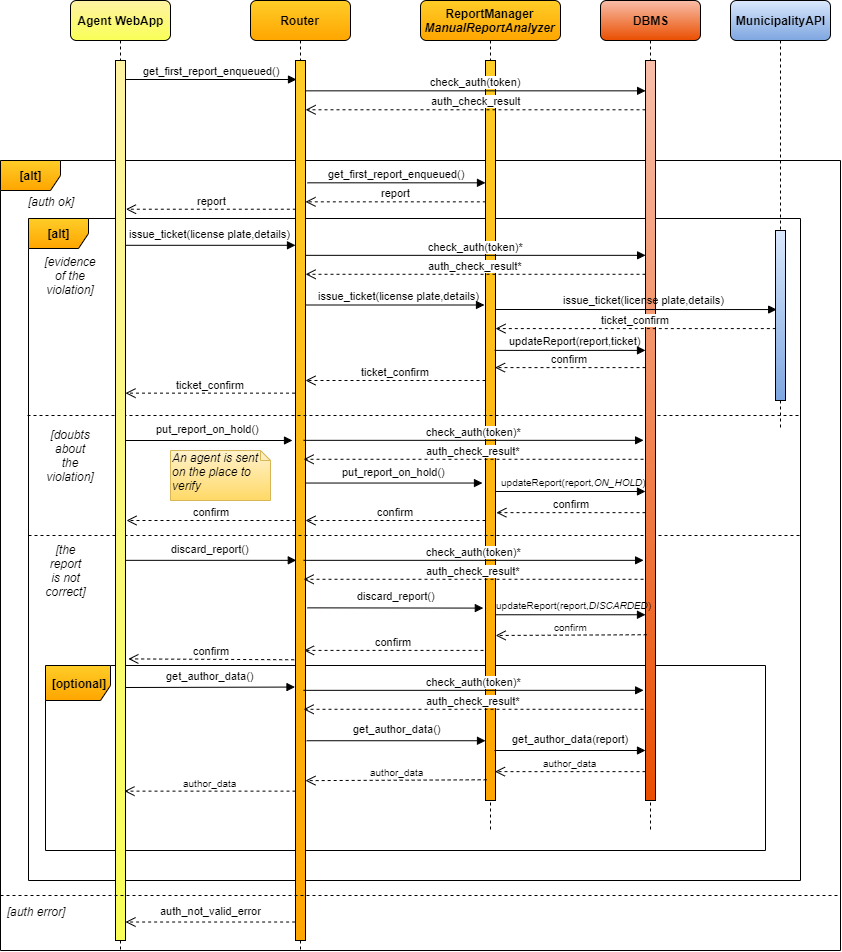 Agent WebApp
Router
ReportManager
ManualReportAnalyzer
DBMS
MunicipalityAPI
get_first_report_enqueued()
check_auth(token)
auth_check_result
[alt]
[auth ok]
get_first_report_enqueued()
report
report
[alt]
[evidence
of the
violation]
issue_ticket(license plate,details)
check_auth(token)*
auth_check_result*
issue_ticket(license plate,details)
issue_ticket(license plate,details)
ticket_confirm
updateReport(report,ticket)
confirm
ticket_confirm
ticket_confirm
[doubts
about
the
violation]
put_report_on_hold()
check_auth(token)*
auth_check_result*
An agent is sent
on the place to
verify
put_report_on_hold()
updateReport(report,ON_HOLD)
confirm
confirm
confirm
[the
report
is not
correct]
discard_report()
check_auth(token)*
auth_check_result*
discard_report()
updateReport(report,DISCARDED)
confirm
confirm
confirm
[optional]
get_author_data()
check_auth(token)*
auth_check_result*
get_author_data()
get_author_data(report)
author_data
author_data
author_data
[auth error]
auth_not_valid_error